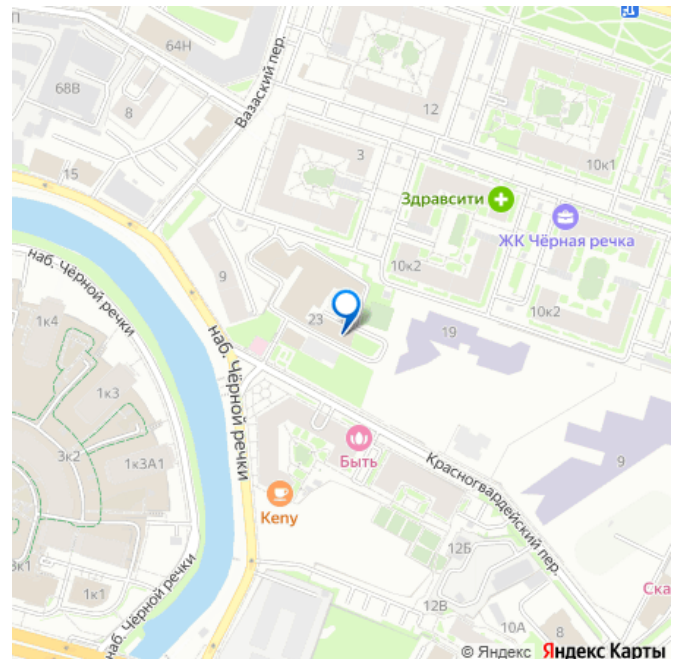 П
64Н
68В
8
Вазаский пер.
12
3
10к1
15
Здравсити
ЖК Чёрная речка
наб. Чёрной речки
9
10к2
10к2
1к4
23
19
наб. Чёрной речки
1к3
3к2
1к3А1
Быть
Красногвардейский пер.
9
Keny
12Б
3к1
1к1
наб. Чёрной речки
12В
10А
8
Ска
© Яндекс Яндекс Карты